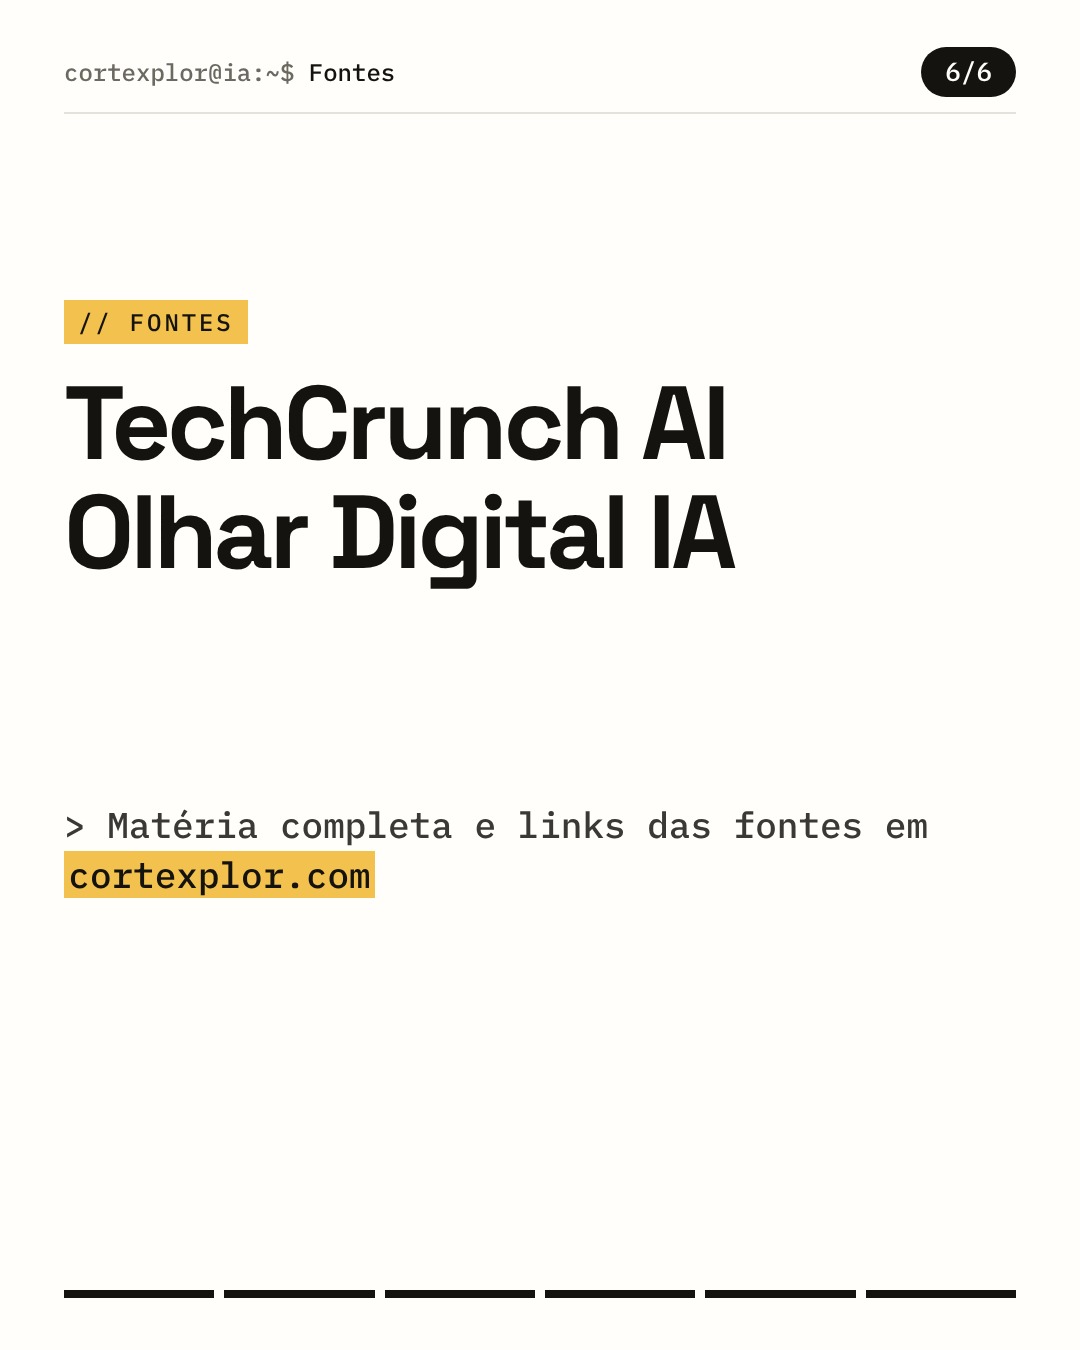 cortexplor@ia:~$ Fontes
6/6
// FONTES
TechCrunch AI
Olhar Digital IA
> Matéria completa e links das fontes em
cortexplor.com